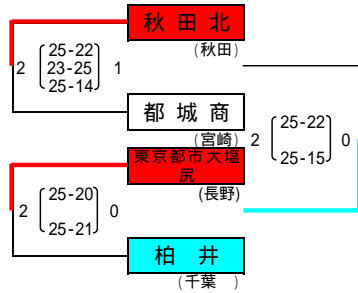 秋田北
(秋田)
2 25-22 1
23-25
25-14
都城商
(宮崎)
東京都市大塩
尻
(長野)
2 25-22 0
25-15
2 25-20 0
25-21
柏井
(千葉 )